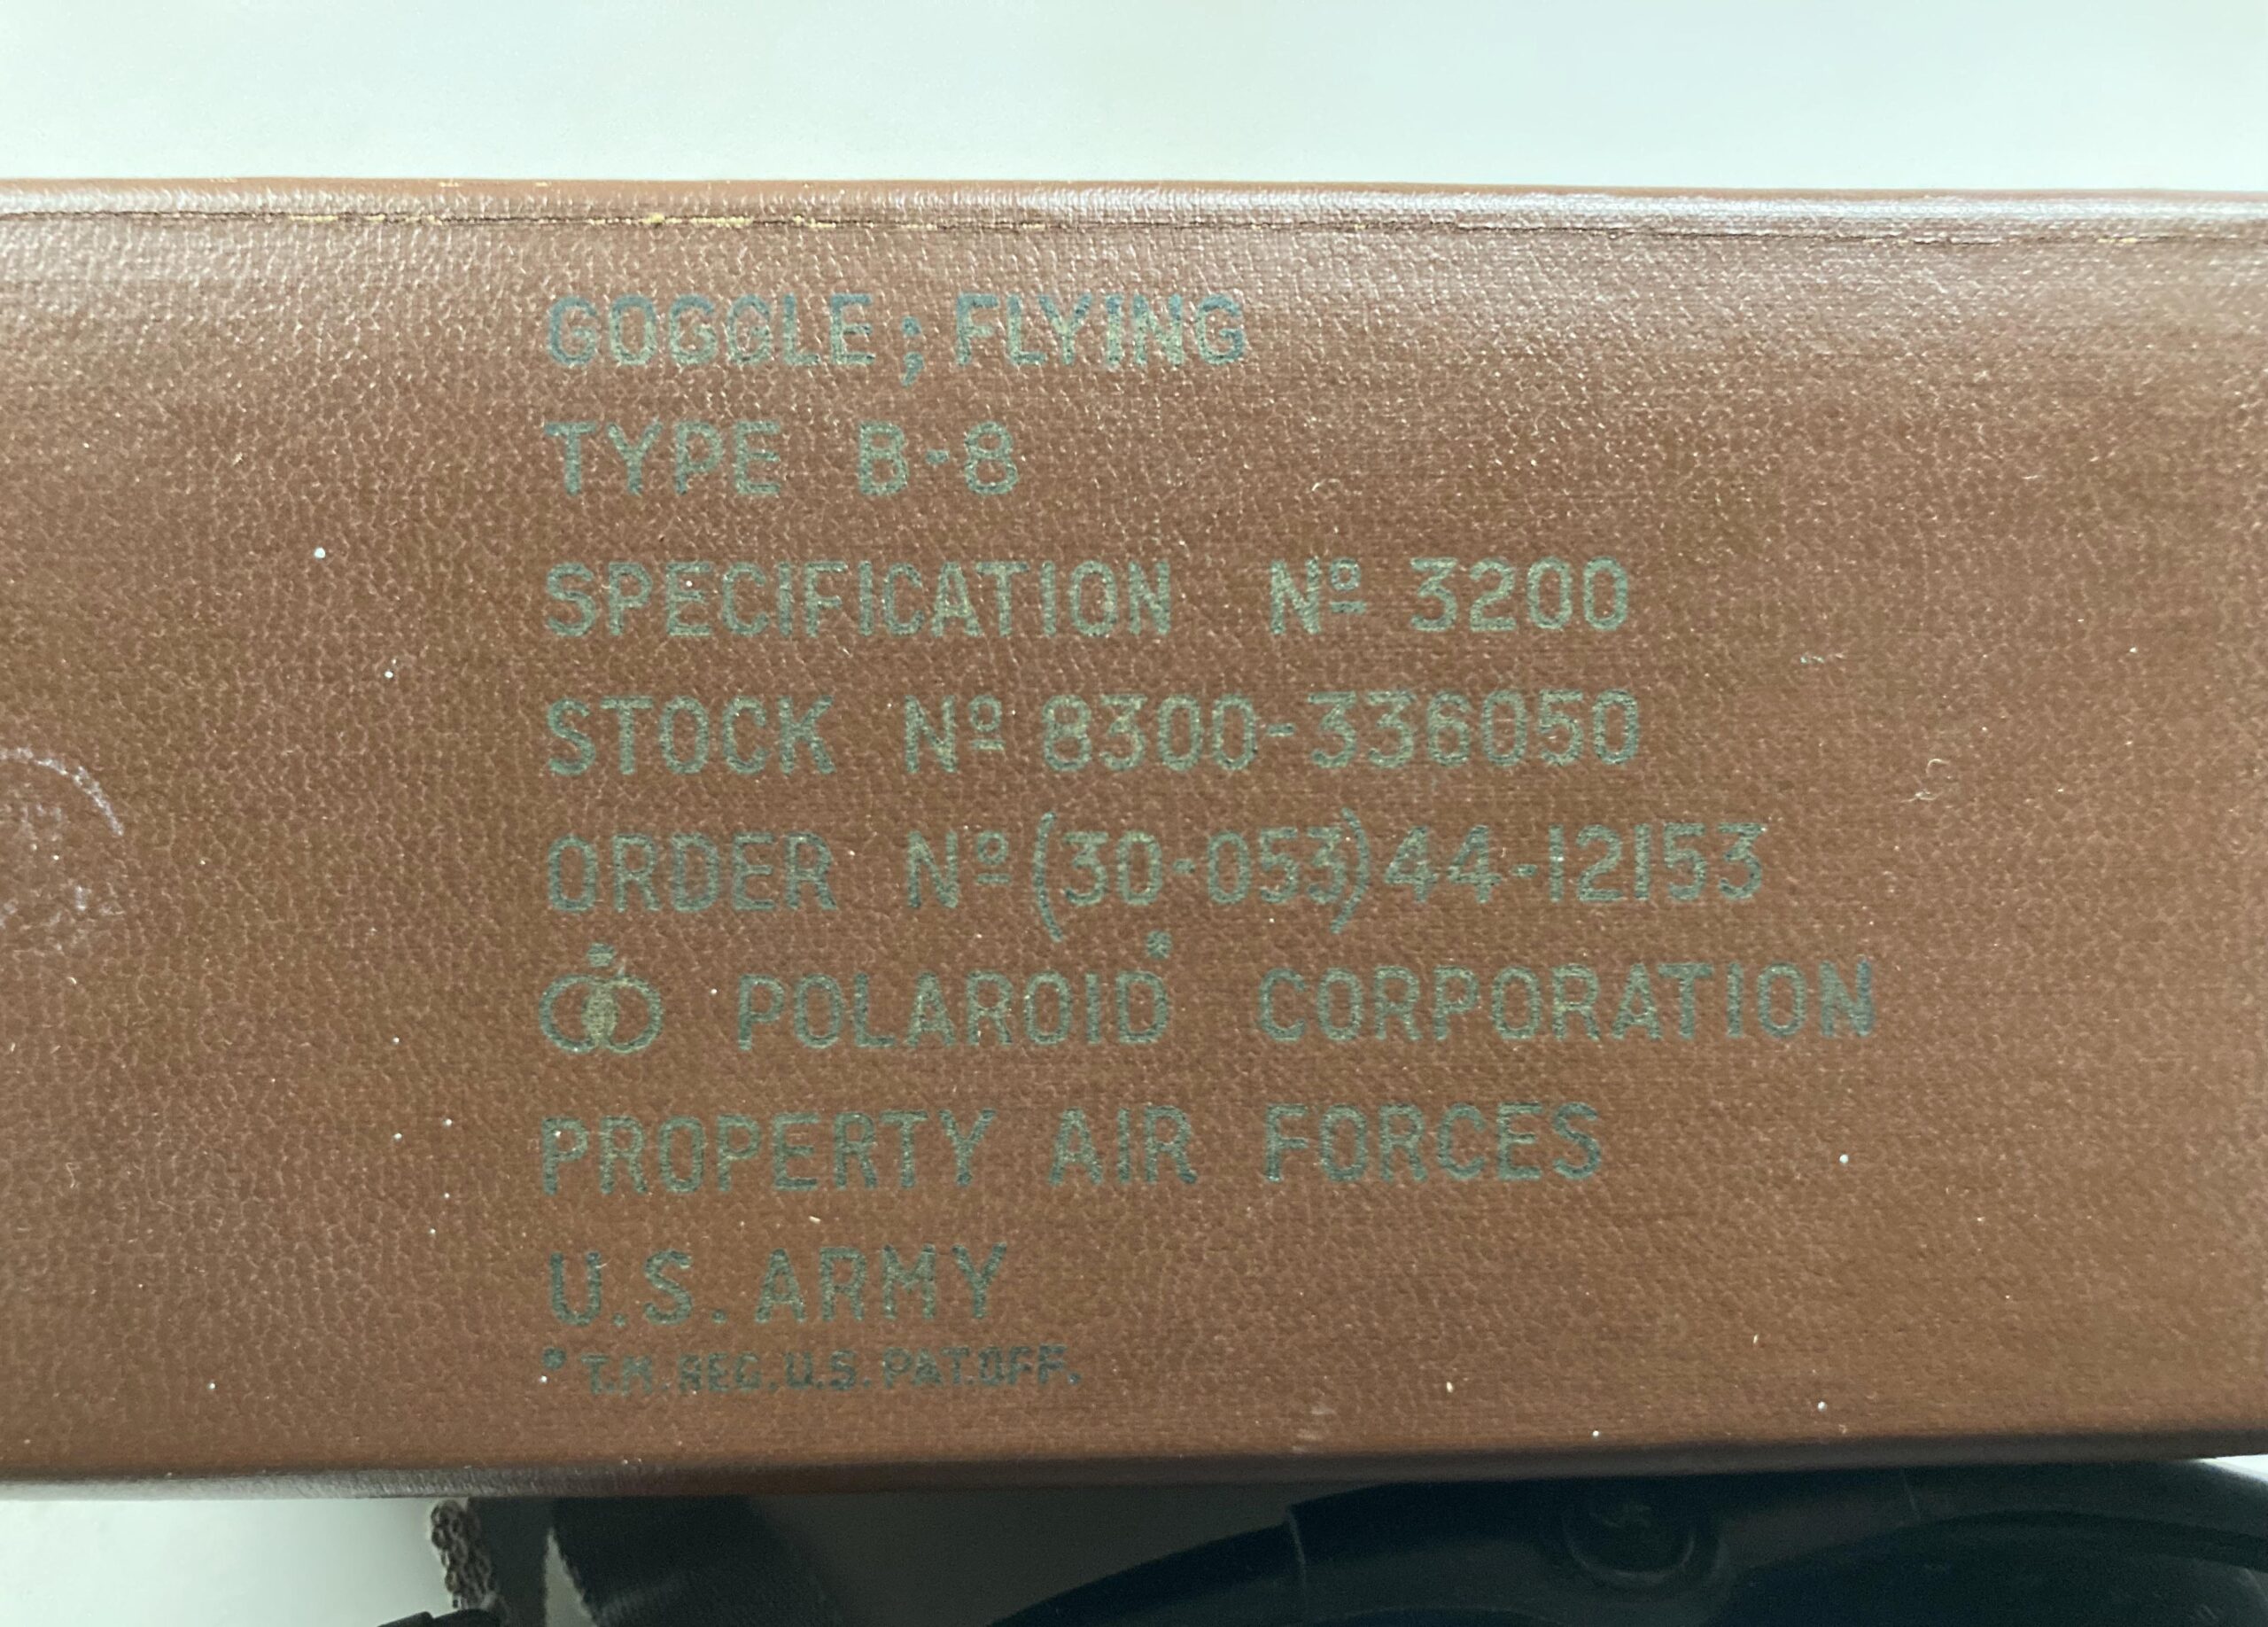 GOGGLE; FLYING
TYPE B-8
SPECIFICATION Nº 3200
STOCK Nº 8300-336050
ORDER Nº (30-053) 44-12153
POLAROID* CORPORATION
PROPERTY AIR FORCES
U.S. ARMY
* T.M. REG. U.S. PAT. OFF.